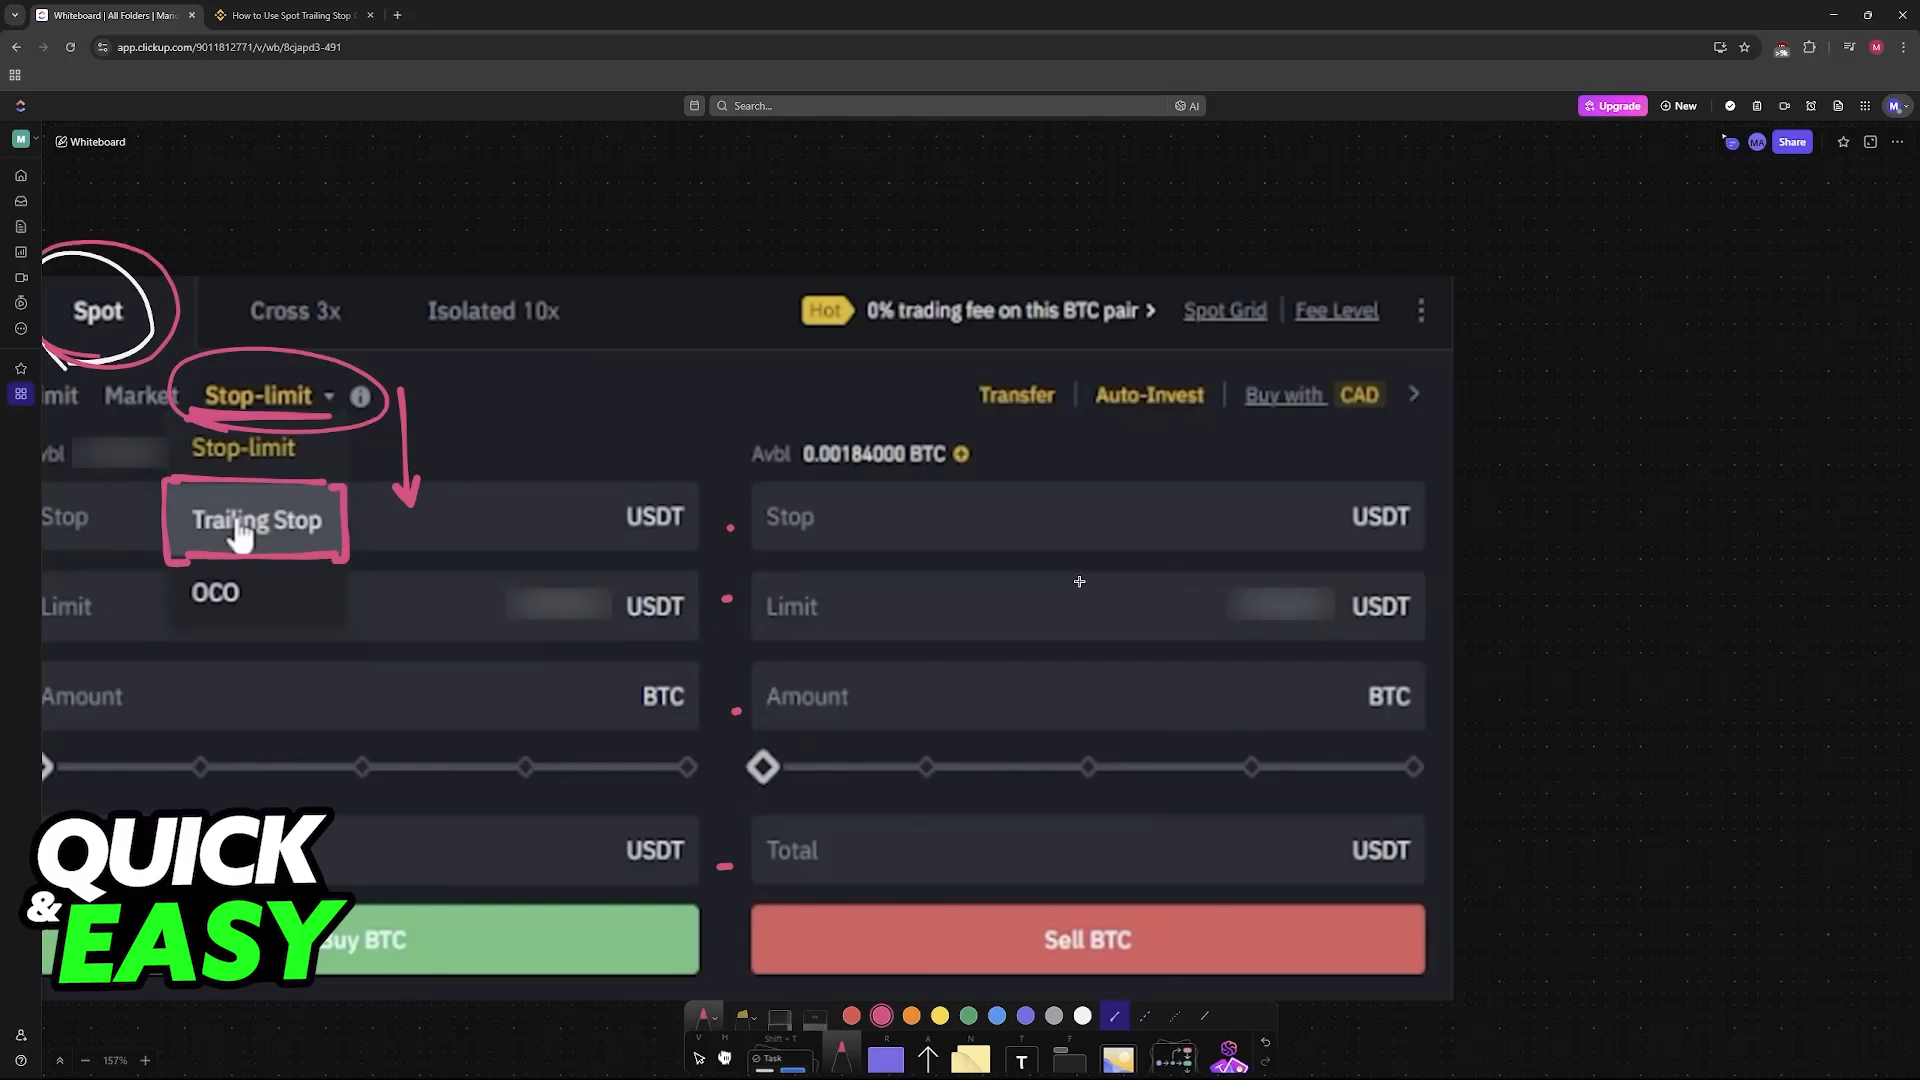 Whiteboard | All Folders | Mari
How to Use Spot Trailing Stop
app.clickup.com/9011812771/v/wb/8cjapd3-491
Search...
AI
Upgrade
New
M
M
Whiteboard
MA
Share
Spot
Cross 3x
Isolated 10x
Hot
0% trading fee on this BTC pair
Spot Grid
Fee Level
imit
Market
Stop-limit
Transfer
Auto-Invest
Buy with
CAD
Stop-limit
vbl
Avbl 0.00184000 BTC
Stop
Trailing Stop
USDT
Stop
USDT
OCO
Limit
USDT
Limit
USDT
Amount
BTC
Amount
BTC
USDT
Total
USDT
QUICK
& EASY
Buy BTC
Sell BTC
V
H
Shift + T
R
A
N
T
F
Task
T
157%